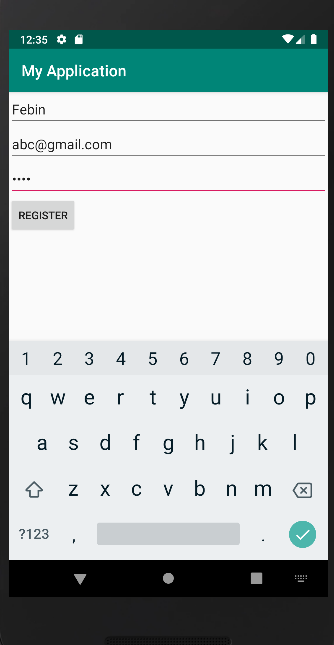 12:35
My Application
Febin
abc@gmail.com
••••
REGISTER
1 2 3 4 5 6 7 8 9 0
q w e r t y u i o p
a s d f g h j k l
z x c v b n m
?123 , .